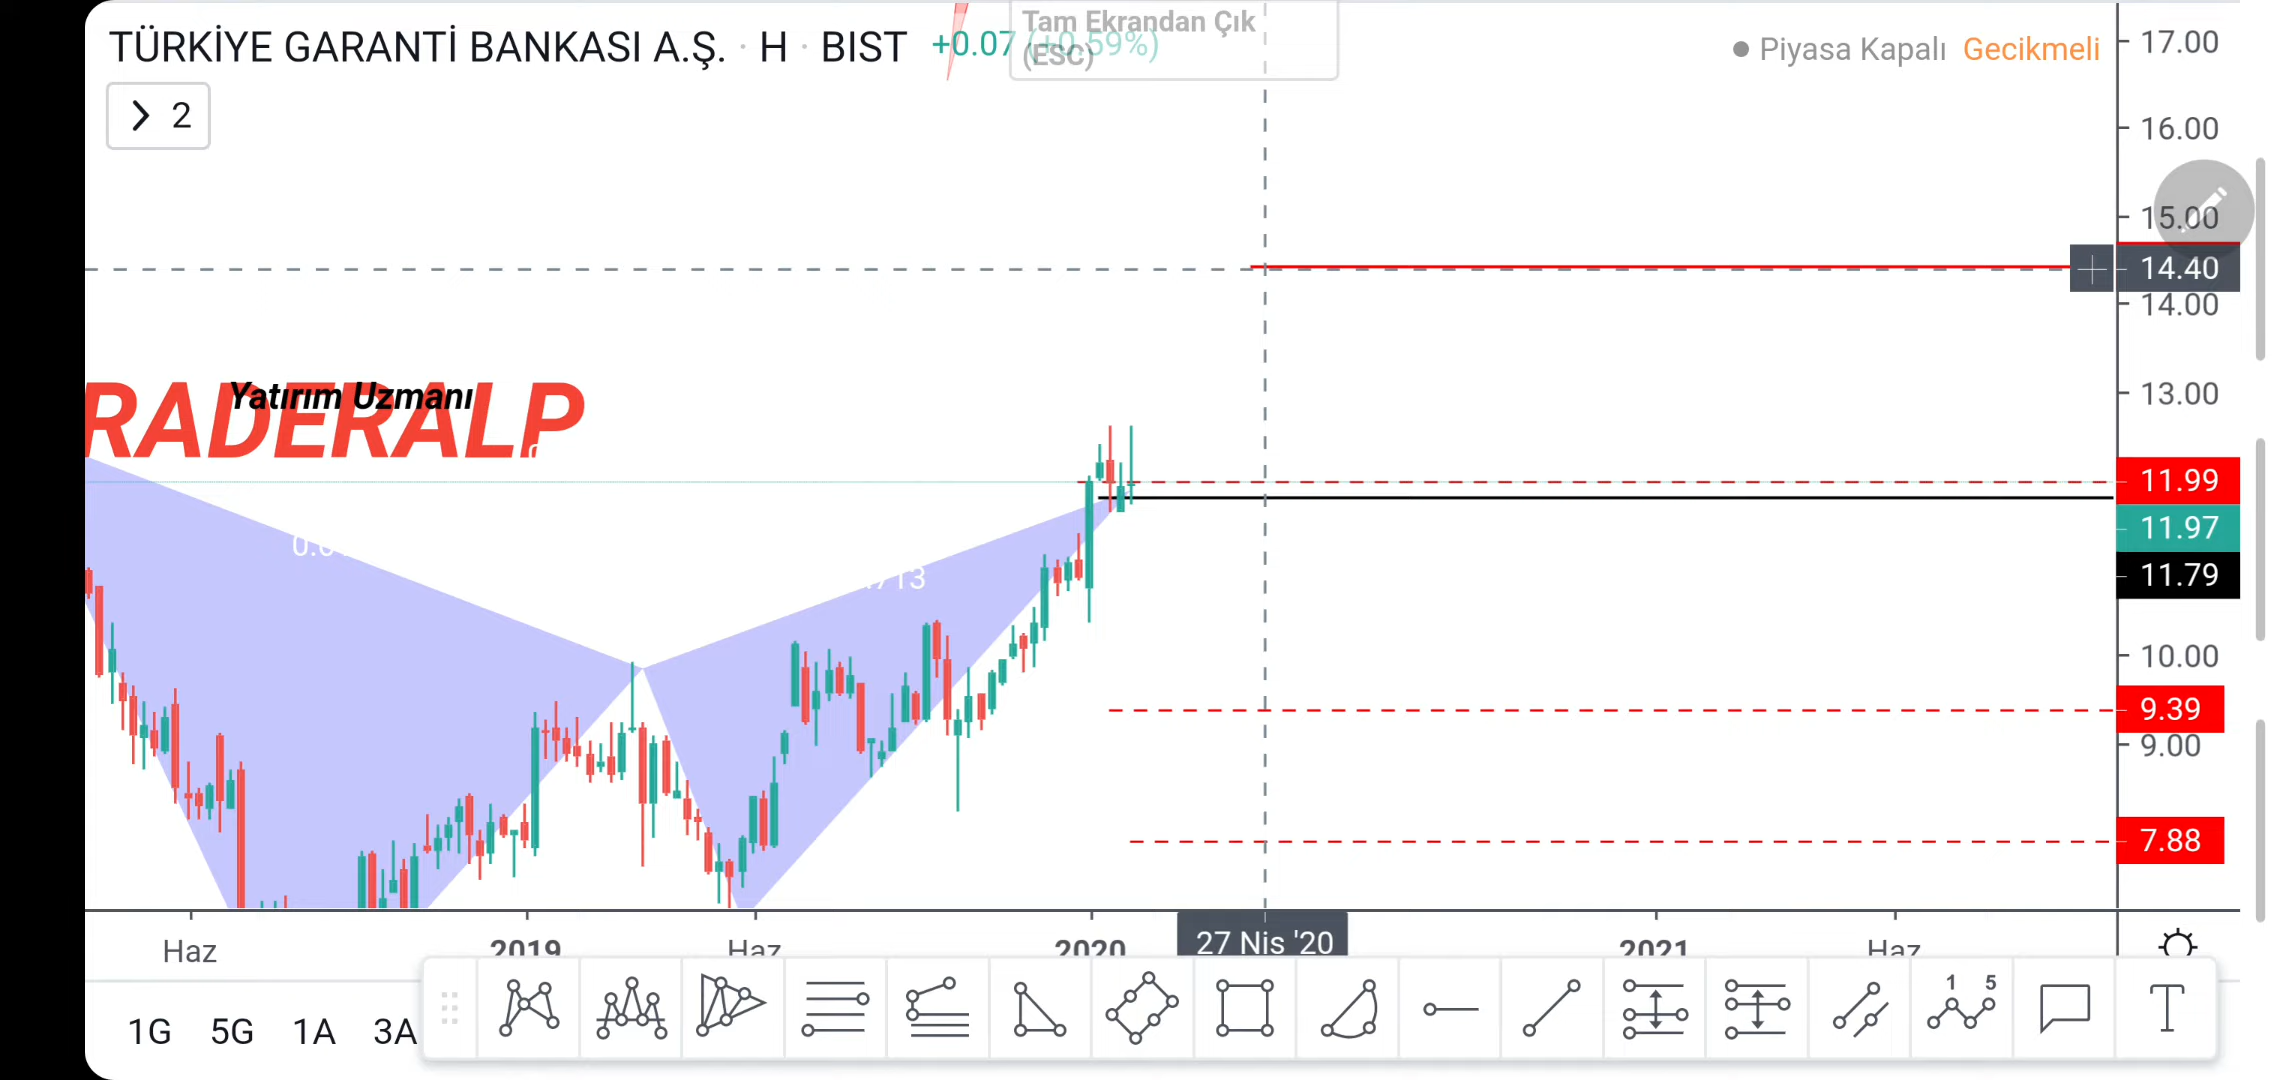 TÜRKİYE GARANTİ BANKASI A.Ş. · H · BIST +0.07 (+0.59%)
Tam Ekrandan Çık
(ESC)
Piyasa Kapalı Gecikmeli
2
17.00
16.00
15.00
14.40
14.00
13.00
RADERALP
Yatırım Uzmanı
11.99
11.97
11.79
10.00
9.39
9.00
7.88
Haz
2019
Haz
2020
27 Nis '20
2021
Haz
1G
5G
1A
3A
1 5
T